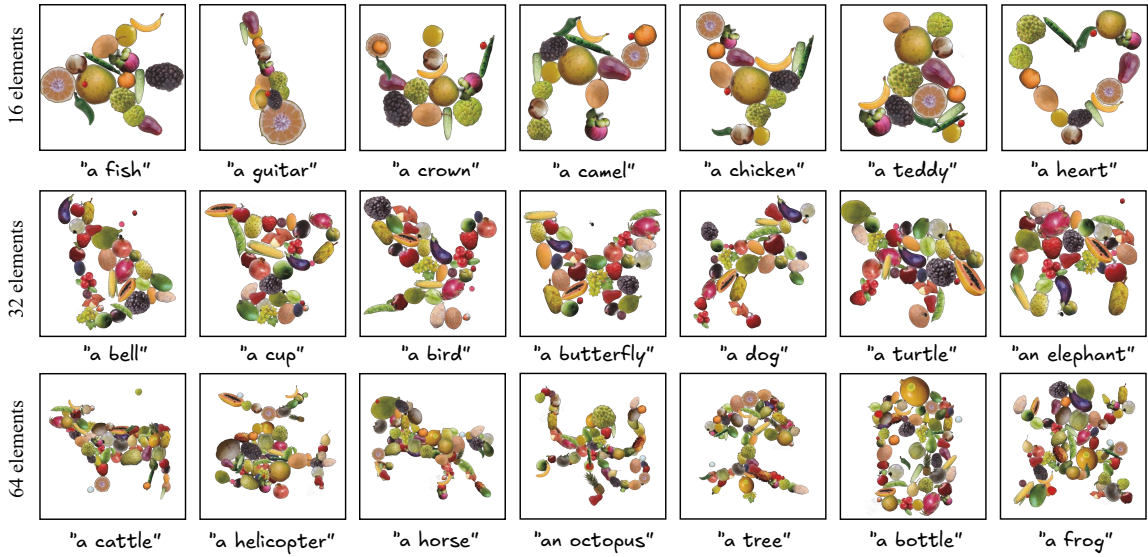 16 elements
"a fish" "a guitar" "a crown" "a camel" "a chicken" "a teddy" "a heart"
32 elements
"a bell" "a cup" "a bird" "a butterfly" "a dog" "a turtle" "an elephant"
64 elements
"a cattle" "a helicopter" "a horse" "an octopus" "a tree" "a bottle" "a frog"